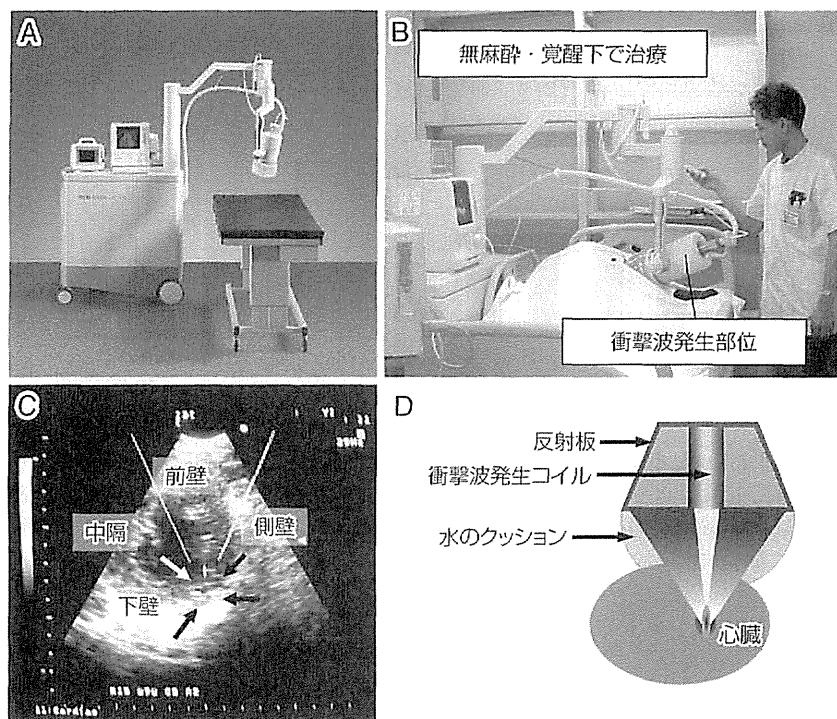 A
B
無麻酔・覚醒下で治療
衝撃波発生部位
C
前壁
中隔
側壁
下壁
D
反射板
衝撃波発生コイル
水のクッション
心臓